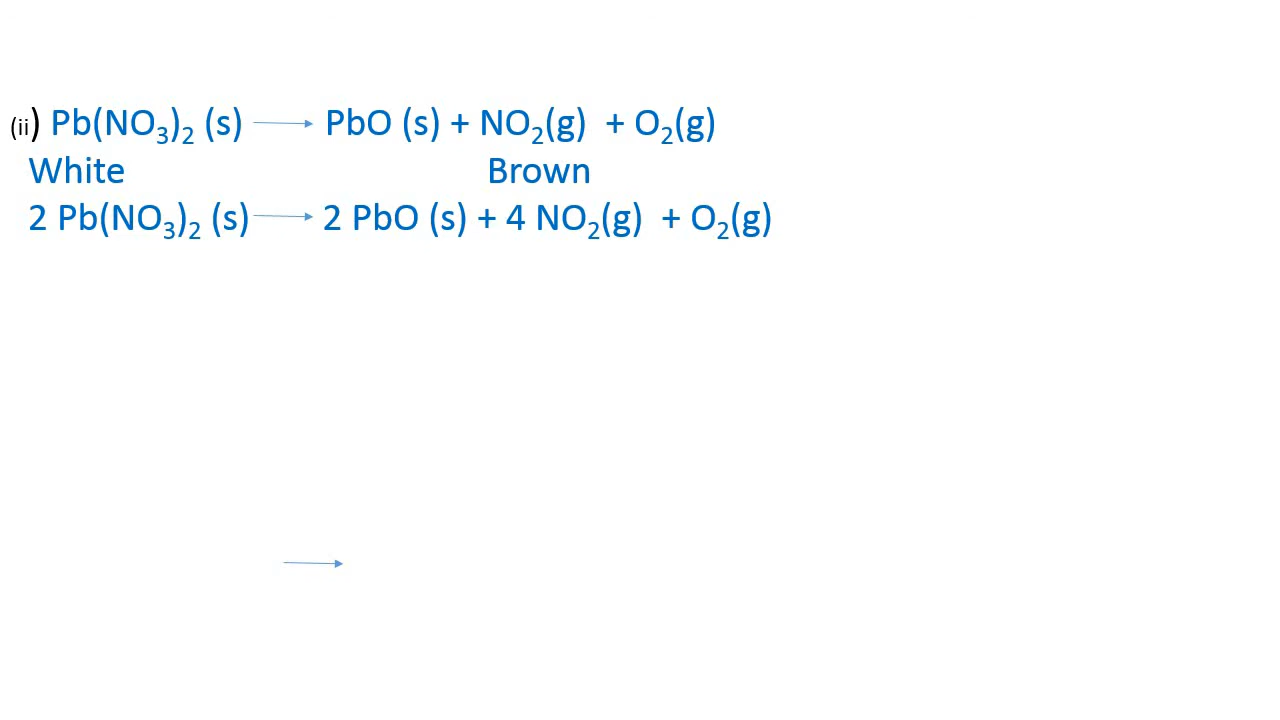 (ii) Pb(NO₃)₂ (s) → PbO (s) + NO₂(g) + O₂(g)
White Brown
2 Pb(NO₃)₂ (s) → 2 PbO (s) + 4 NO₂(g) + O₂(g)
→